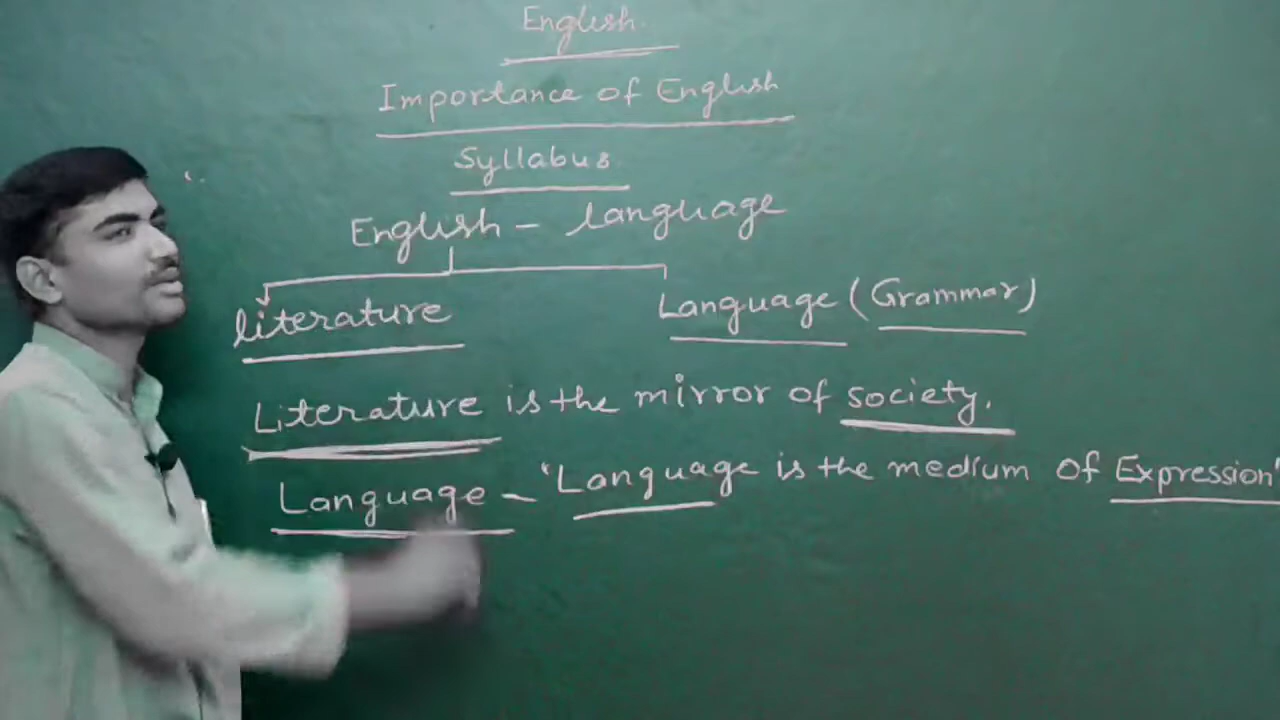 English.
Importance of English
Syllabus
English - language
literature Language (Grammar)
Literature is the mirror of society.
Language - "Language is the medium of Expression"